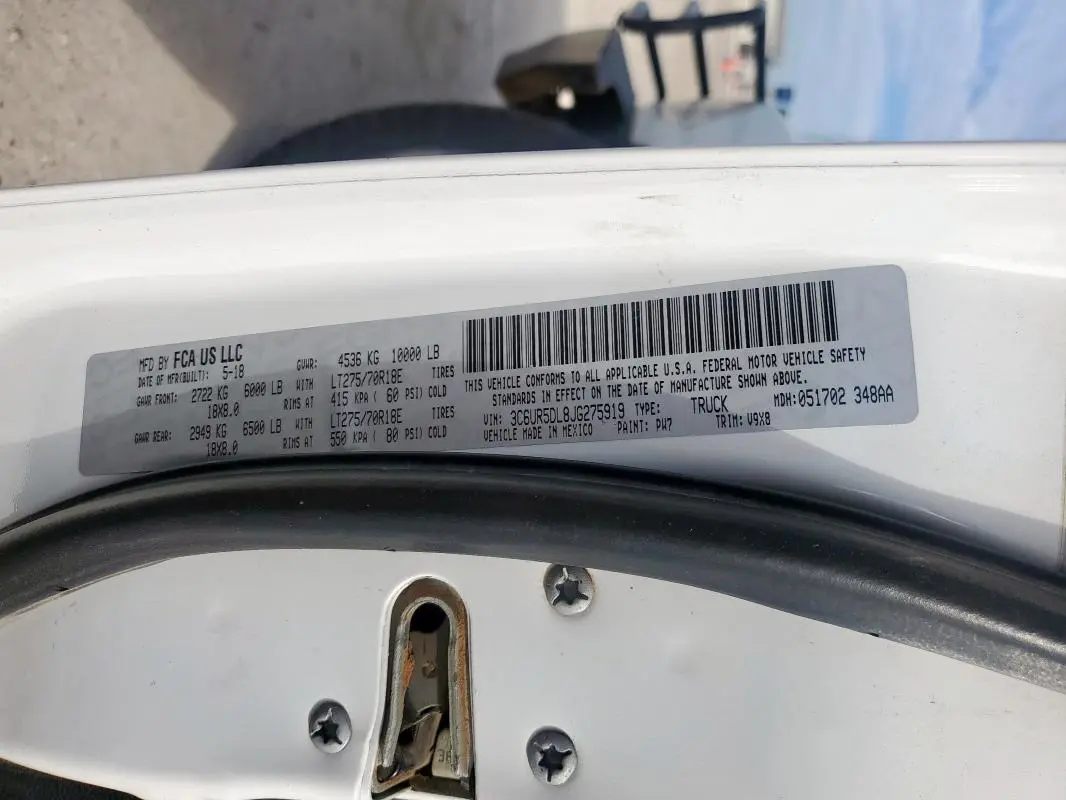 MFD BY FCA US LLC
DATE OF MFR(BUILT): 5-18
GVWR: 4536 KG 10000 LB
GAWR FRONT: 2722 KG 6000 LB WITH LT275/70R18E TIRES
18X8.0 RIMS AT 415 KPA ( 60 PSI) COLD
GAWR REAR: 2949 KG 6500 LB WITH LT275/70R18E TIRES
18X8.0 RIMS AT 550 KPA ( 80 PSI) COLD
THIS VEHICLE CONFORMS TO ALL APPLICABLE U.S.A. FEDERAL MOTOR VEHICLE SAFETY
STANDARDS IN EFFECT ON THE DATE OF MANUFACTURE SHOWN ABOVE.
VIN: 3C6UR5DL8JG275919 TYPE: TRUCK MDH:051702 348AA
VEHICLE MADE IN MEXICO PAINT: PW7 TRIM: V9X8